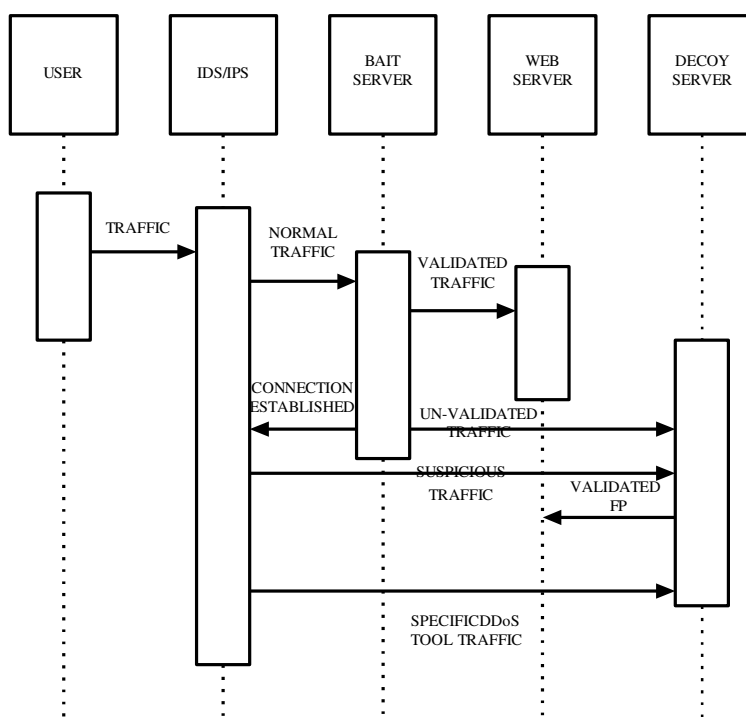 USER
IDS/IPS
BAIT
SERVER
WEB
SERVER
DECOY
SERVER
TRAFFIC
NORMAL
TRAFFIC
VALIDATED
TRAFFIC
CONNECTION
ESTABLISHED
UN-VALIDATED
TRAFFIC
SUSPICIOUS
TRAFFIC
VALIDATED
FP
SPECIFICDDoS
TOOL TRAFFIC